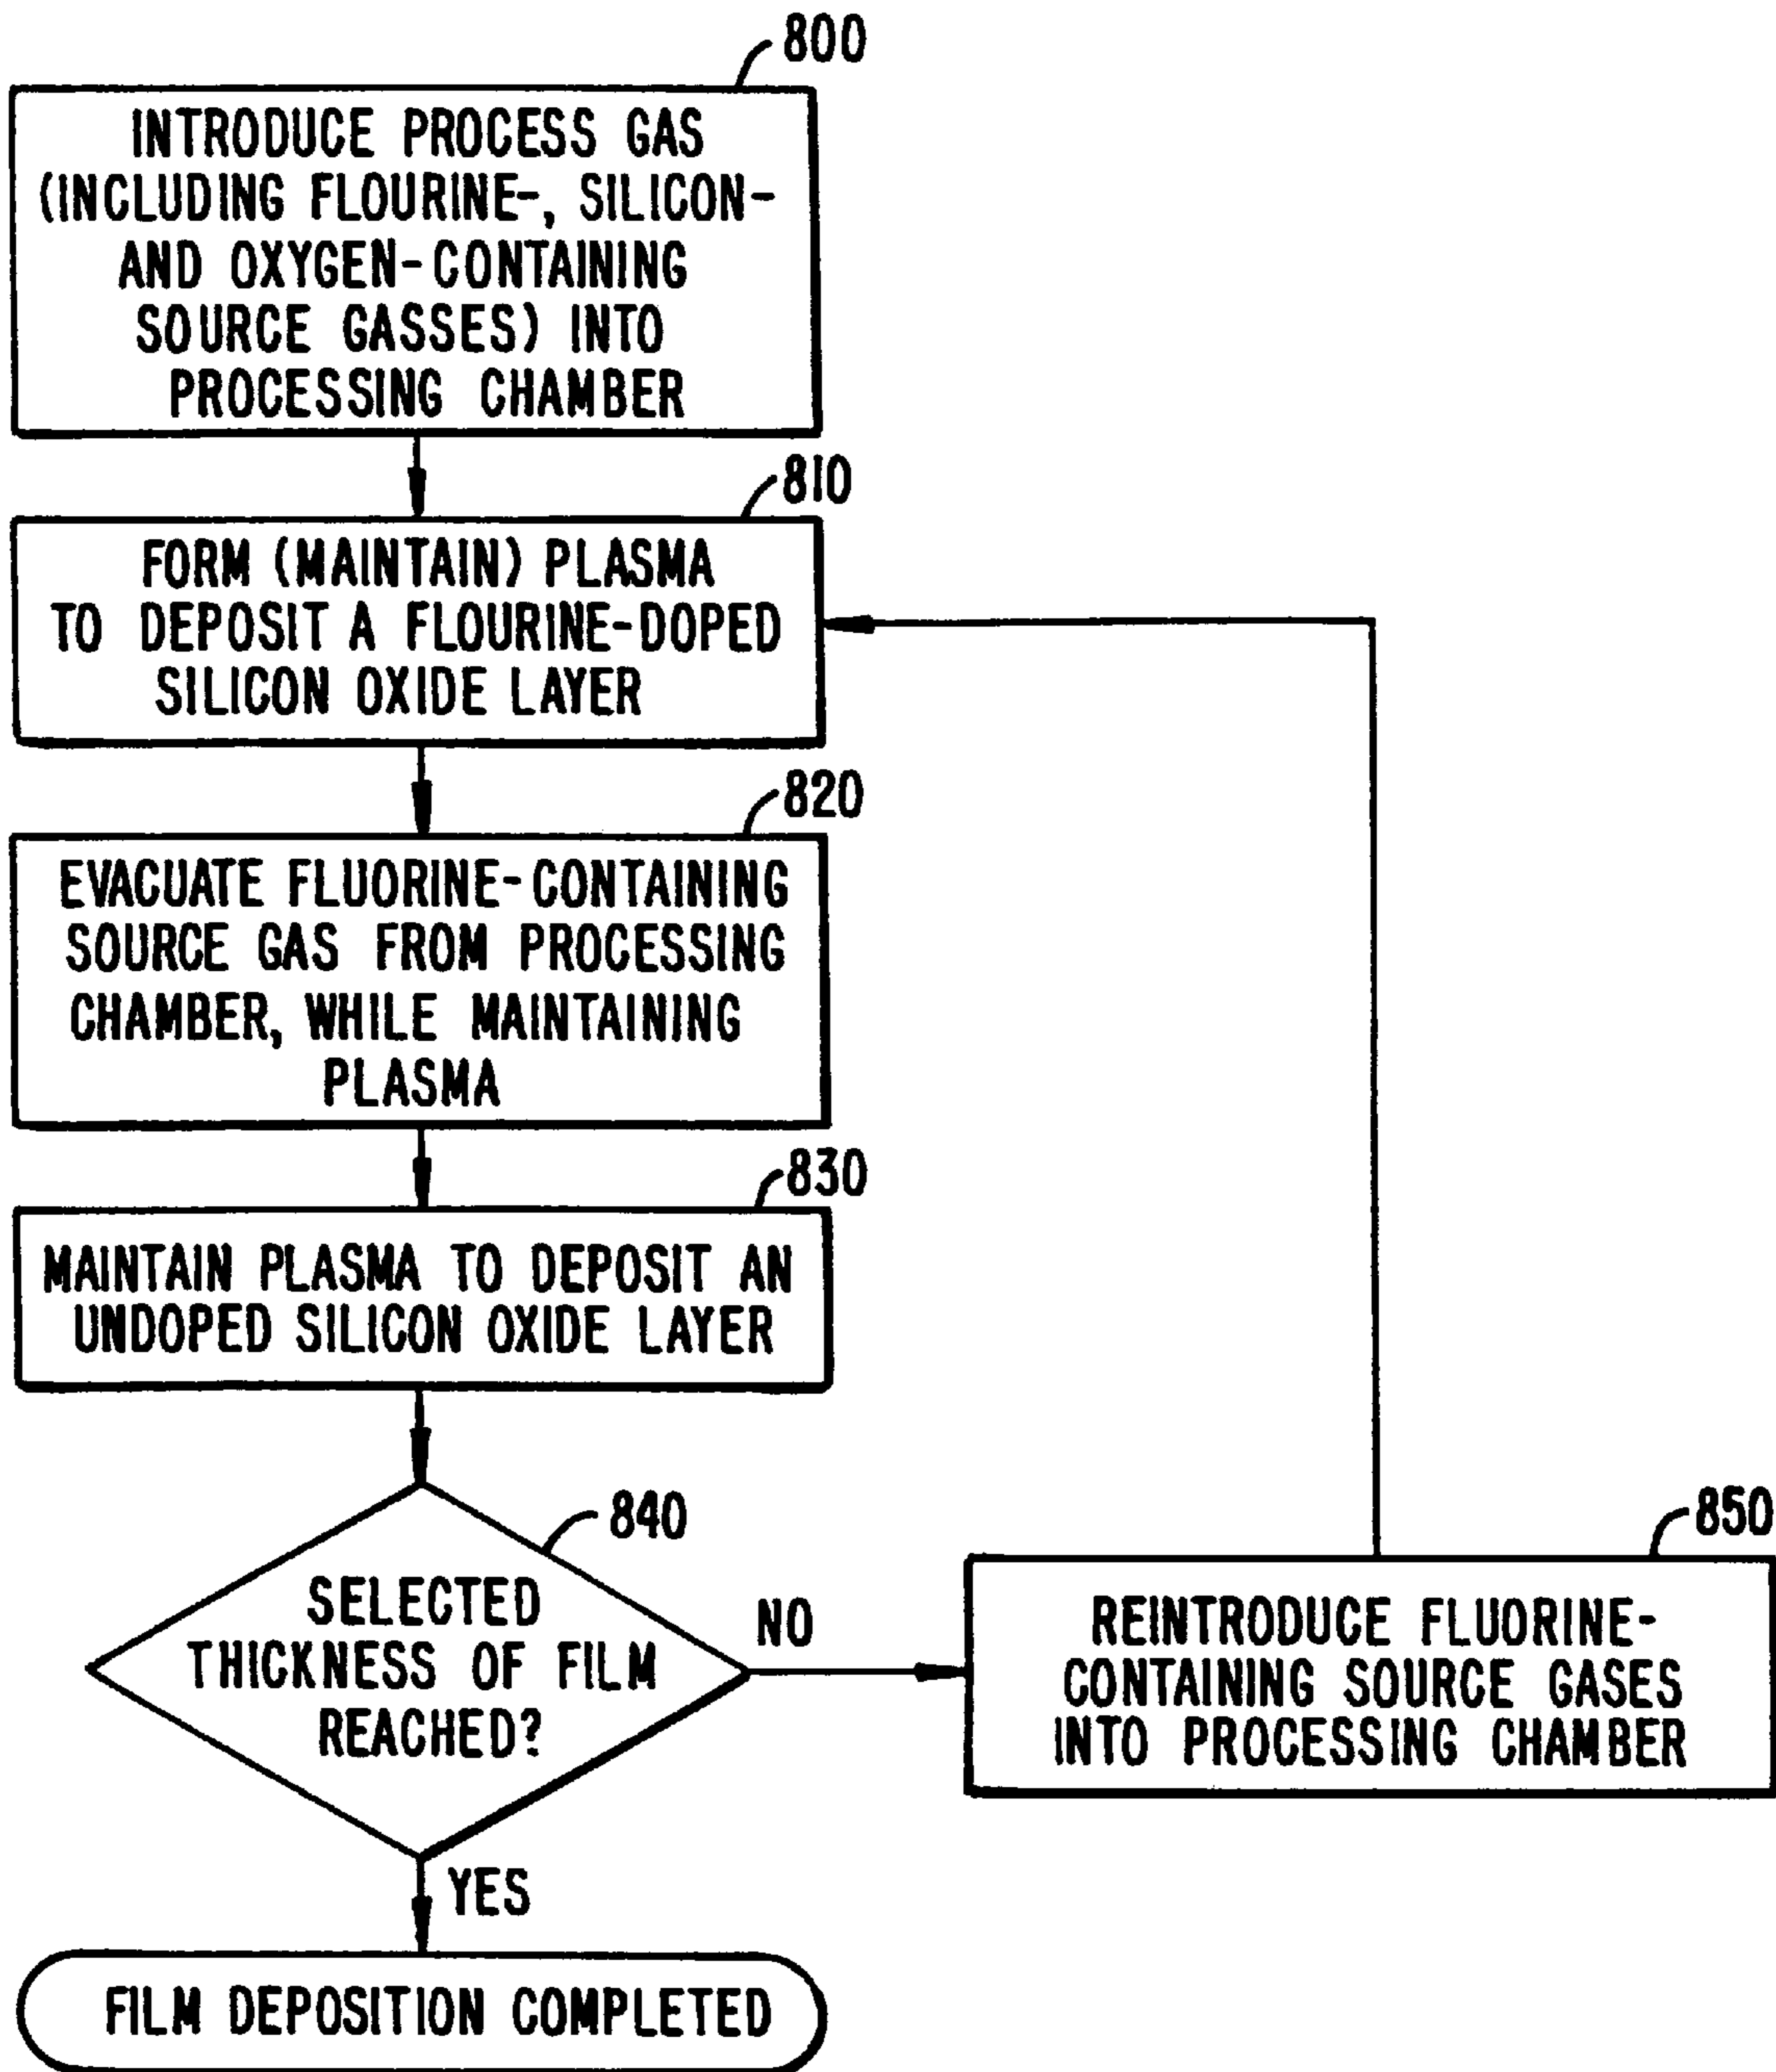 800
INTRODUCE PROCESS GAS
(INCLUDING FLOURINE-, SILICON-
AND OXYGEN-CONTAINING
SOURCE GASSES) INTO
PROCESSING CHAMBER
810
FORM (MAINTAIN) PLASMA
TO DEPOSIT A FLOURINE-DOPED
SILICON OXIDE LAYER
820
EVACUATE FLUORINE-CONTAINING
SOURCE GAS FROM PROCESSING
CHAMBER, WHILE MAINTAINING
PLASMA
830
MAINTAIN PLASMA TO DEPOSIT AN
UNDOPED SILICON OXIDE LAYER
840
SELECTED
THICKNESS OF FILM
REACHED?
NO
850
REINTRODUCE FLUORINE-
CONTAINING SOURCE GASES
INTO PROCESSING CHAMBER
YES
FILM DEPOSITION COMPLETED